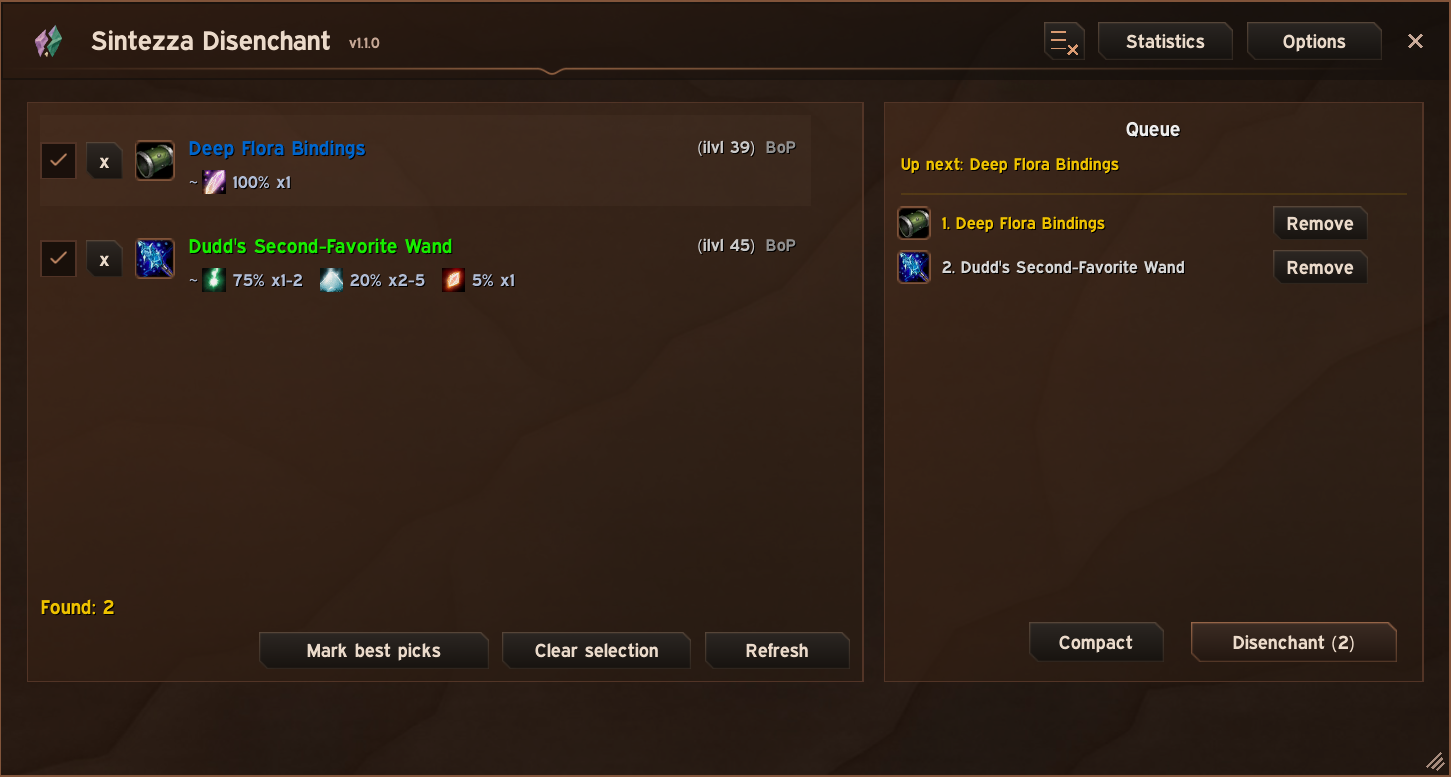 Sintezza Disenchant v1.1.0
Statistics
Options
x
Deep Flora Bindings
(ilvl 39) BoP
~ 100% x1
x
Dudd's Second-Favorite Wand
(ilvl 45) BoP
~ 75% x1-2 20% x2-5 5% x1
Found: 2
Mark best picks
Clear selection
Refresh
Queue
Up next: Deep Flora Bindings
1. Deep Flora Bindings
Remove
2. Dudd's Second-Favorite Wand
Remove
Compact
Disenchant (2)